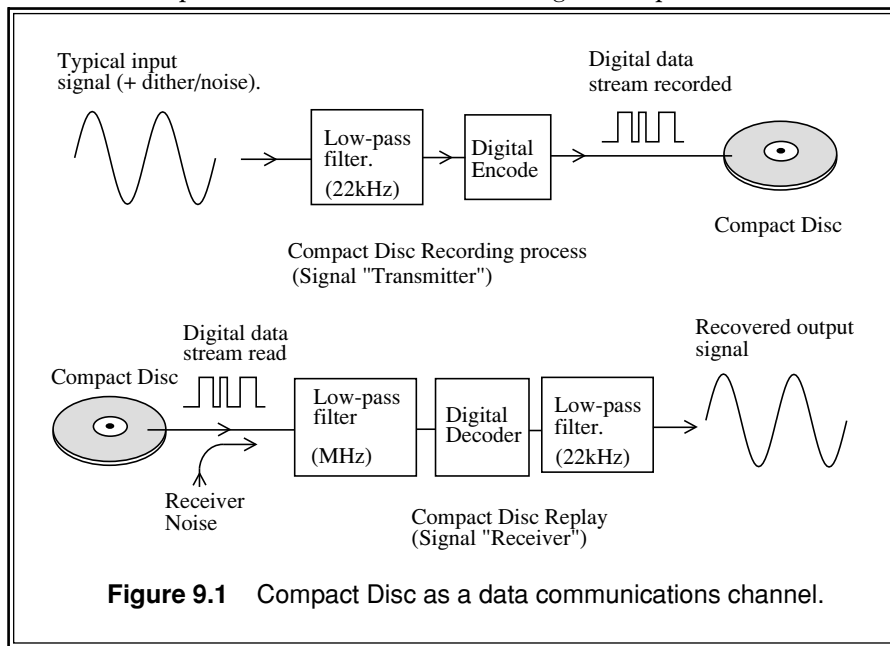 Typical input
signal (+ dither/noise).
Low-pass
filter.
(22kHz)
Digital
Encode
Digital data
stream recorded
Compact Disc
Compact Disc Recording process
(Signal "Transmitter")
Compact Disc
Digital data
stream read
Receiver
Noise
Low-pass
filter
(MHz)
Digital
Decoder
Low-pass
filter.
(22kHz)
Recovered output
signal
Compact Disc Replay
(Signal "Receiver")
Figure 9.1 Compact Disc as a data communications channel.